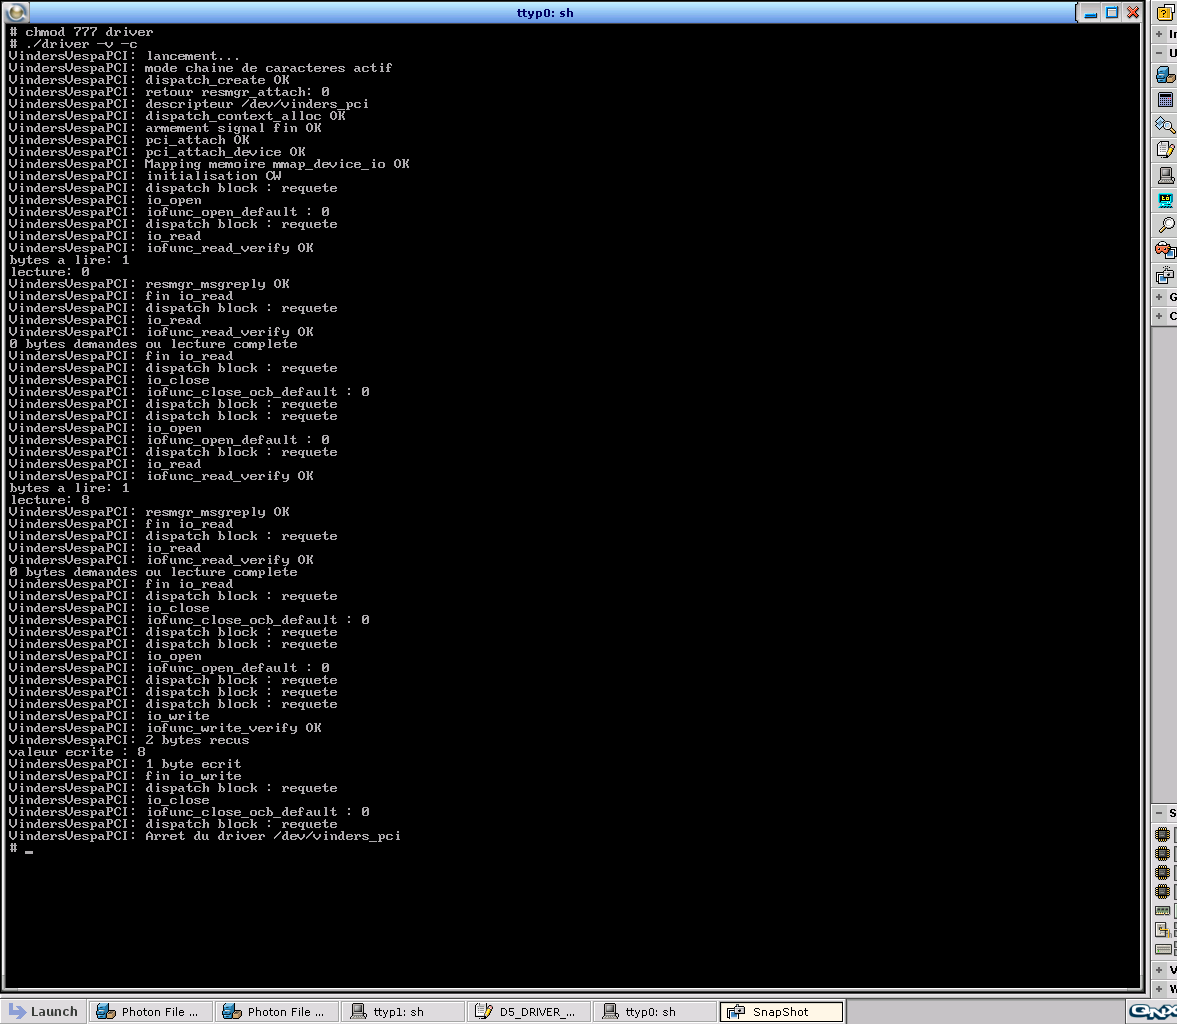 ttyp0: sh
# chmod 777 driver
# ./driver -v -c
VindersVespaPCI: lancement...
VindersVespaPCI: mode chaine de caracteres actif
VindersVespaPCI: dispatch_create OK
VindersVespaPCI: retour resmgr_attach: 0
VindersVespaPCI: descripteur /dev/vinders_pci
VindersVespaPCI: dispatch_context_alloc OK
VindersVespaPCI: armement signal fin OK
VindersVespaPCI: pci_attach OK
VindersVespaPCI: pci_attach_device OK
VindersVespaPCI: Mapping memoire mmap_device_io OK
VindersVespaPCI: initialisation CW
VindersVespaPCI: dispatch block : requete
VindersVespaPCI: io_open
VindersVespaPCI: iofunc_open_default : 0
VindersVespaPCI: dispatch block : requete
VindersVespaPCI: io_read
VindersVespaPCI: iofunc_read_verify OK
bytes a lire: 1
lecture: 0
VindersVespaPCI: resmgr_msgreply OK
VindersVespaPCI: fin io_read
VindersVespaPCI: dispatch block : requete
VindersVespaPCI: io_read
VindersVespaPCI: iofunc_read_verify OK
0 bytes demandes ou lecture complete
VindersVespaPCI: fin io_read
VindersVespaPCI: dispatch block : requete
VindersVespaPCI: io_close
VindersVespaPCI: iofunc_close_ocb_default : 0
VindersVespaPCI: dispatch block : requete
VindersVespaPCI: dispatch block : requete
VindersVespaPCI: io_open
VindersVespaPCI: iofunc_open_default : 0
VindersVespaPCI: dispatch block : requete
VindersVespaPCI: io_read
VindersVespaPCI: iofunc_read_verify OK
bytes a lire: 1
lecture: 8
VindersVespaPCI: resmgr_msgreply OK
VindersVespaPCI: fin io_read
VindersVespaPCI: dispatch block : requete
VindersVespaPCI: io_read
VindersVespaPCI: iofunc_read_verify OK
0 bytes demandes ou lecture complete
VindersVespaPCI: fin io_read
VindersVespaPCI: dispatch block : requete
VindersVespaPCI: io_close
VindersVespaPCI: iofunc_close_ocb_default : 0
VindersVespaPCI: dispatch block : requete
VindersVespaPCI: dispatch block : requete
VindersVespaPCI: io_open
VindersVespaPCI: iofunc_open_default : 0
VindersVespaPCI: dispatch block : requete
VindersVespaPCI: dispatch block : requete
VindersVespaPCI: dispatch block : requete
VindersVespaPCI: io_write
VindersVespaPCI: iofunc_write_verify OK
VindersVespaPCI: 2 bytes recus
valeur ecrite : 8
VindersVespaPCI: 1 byte ecrit
VindersVespaPCI: fin io_write
VindersVespaPCI: dispatch block : requete
VindersVespaPCI: io_close
VindersVespaPCI: iofunc_close_ocb_default : 0
VindersVespaPCI: dispatch block : requete
VindersVespaPCI: Arret du driver /dev/vinders_pci
# _
Launch
Photon File ...
Photon File ...
ttyp1: sh
D5_DRIVER_...
ttyp0: sh
SnapShot